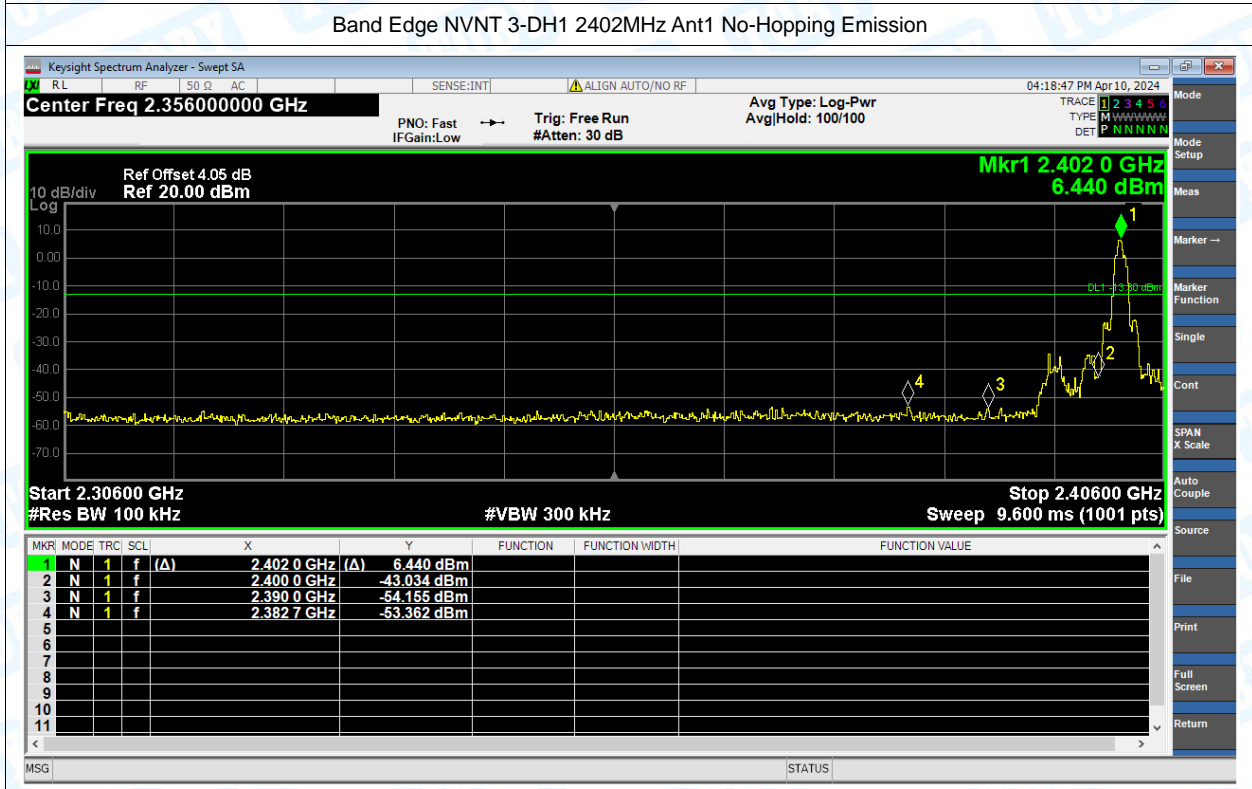 Band Edge NVNT 3-DH1 2402MHz Ant1 No-Hopping Emission
Keysight Spectrum Analyzer - Swept SA
LXI RL RF 50 Ω AC SENSE:INT ALIGN AUTO/NO RF 04:18:47 PM Apr 10, 2024
Center Freq 2.356000000 GHz
PNO: Fast
IFGain:Low
Trig: Free Run
#Atten: 30 dB
Avg Type: Log-Pwr
Avg|Hold: 100/100
TRACE 1 2 3 4 5 6
TYPE M WWWWW
DET P N N N N N
Ref Offset 4.05 dB
10 dB/div Ref 20.00 dBm
Log
Mkr1 2.402 0 GHz
6.440 dBm
10.0
0.00
-10.0
-20.0
-30.0
-40.0
-50.0
-60.0
-70.0
DL1 -13.80 dBm
1
2
3
4
Start 2.30600 GHz Stop 2.40600 GHz
#Res BW 100 kHz #VBW 300 kHz Sweep 9.600 ms (1001 pts)
MKR MODE TRC SCL X Y FUNCTION FUNCTION WIDTH FUNCTION VALUE
1 N 1 f (Δ) 2.402 0 GHz (Δ) 6.440 dBm
2 N 1 f 2.400 0 GHz -43.034 dBm
3 N 1 f 2.390 0 GHz -54.155 dBm
4 N 1 f 2.382 7 GHz -53.362 dBm
5
6
7
8
9
10
11
MSG STATUS
Mode
Mode Setup
Meas
Marker →
Marker Function
Single
Cont
SPAN X Scale
Auto Couple
Source
File
Print
Full Screen
Return